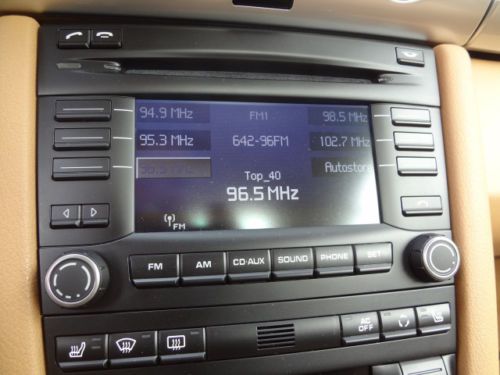 94.9 MHz FM1 98.5 MHz
95.3 MHz 642-96FM 102.7 MHz
Autostore
Top_40
96.5 MHz
FM
FM AM CD·AUX SOUND PHONE SET
AC OFF